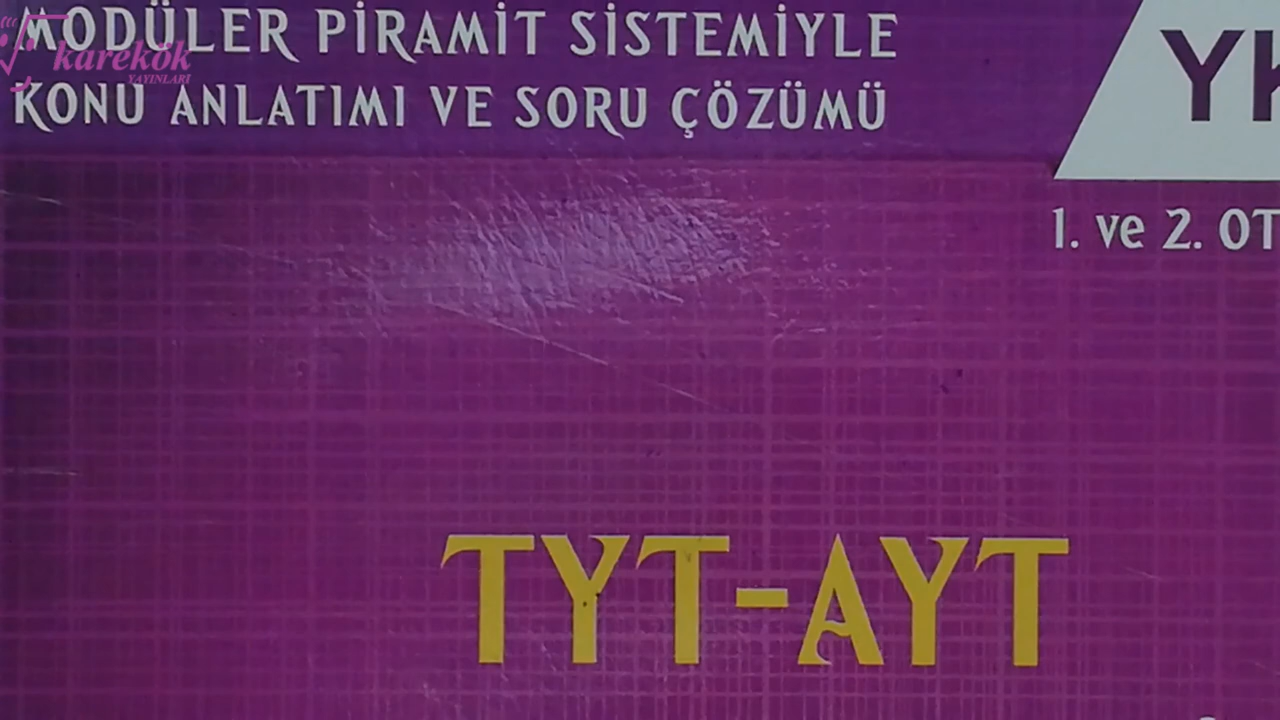 MODÜLER PİRAMİT SİSTEMİYLE
karekök
YAYINLARI
KONU ANLATIMI VE SORU ÇÖZÜMÜ
1. ve 2.
TYT-AYT